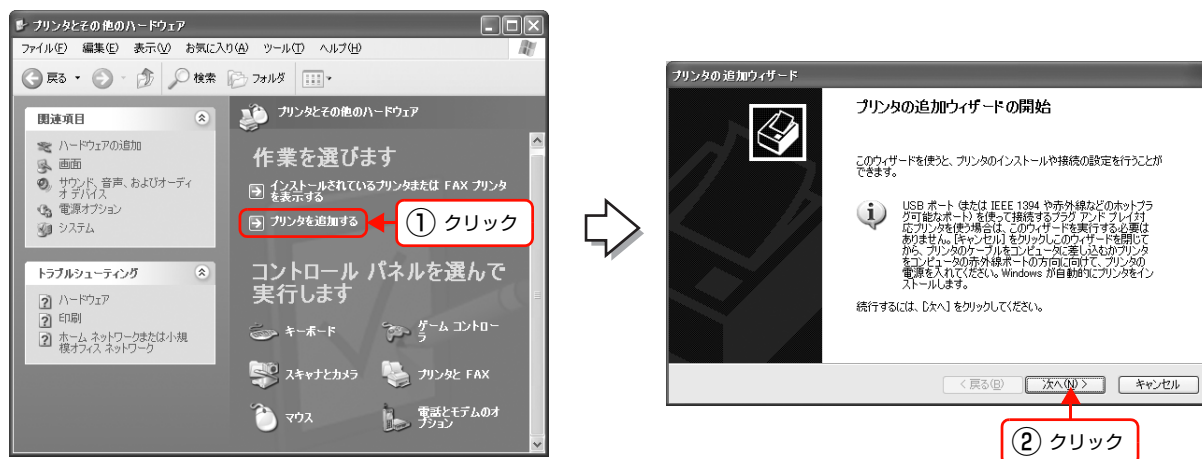 プリンタとその他のハードウェア
ファイル(F) 編集(E) 表示(V) お気に入り(A) ツール(T) ヘルプ(H)
戻る 検索 フォルダ
関連項目
ハードウェアの追加
画面
サウンド、音声、およびオーディ
オ デバイス
電源オプション
システム
トラブルシューティング
ハードウェア
印刷
ホーム ネットワークまたは小規
模オフィス ネットワーク
プリンタとその他のハードウェア
作業を選びます
インストールされているプリンタまたは FAX プリンタ
を表示する
プリンタを追加する
① クリック
コントロール パネルを選んで
実行します
キーボード
ゲーム コントロー
ラ
スキャナとカメラ
プリンタと FAX
マウス
電話とモデムのオ
プション
プリンタの追加ウィザード
プリンタの追加ウィザードの開始
このウィザードを使うと、プリンタのインストールや接続の設定を行うことが
できます。
USB ポート (または IEEE 1394 や赤外線などのホットプラ
グ可能なポート) を使って接続するプラグ アンド プレイ対
応プリンタを使う場合は、このウィザードを実行する必要は
ありません。[キャンセル] をクリックしこのウィザードを閉じて
から、プリンタのケーブルをコンピュータに差し込むかプリンタ
をコンピュータの赤外線ポートの方向に向けて、プリンタの
電源を入れてください。Windows が自動的にプリンタをイン
ストールします。
続行するには、[次へ] をクリックしてください。
< 戻る(B) 次へ(N) > キャンセル
② クリック